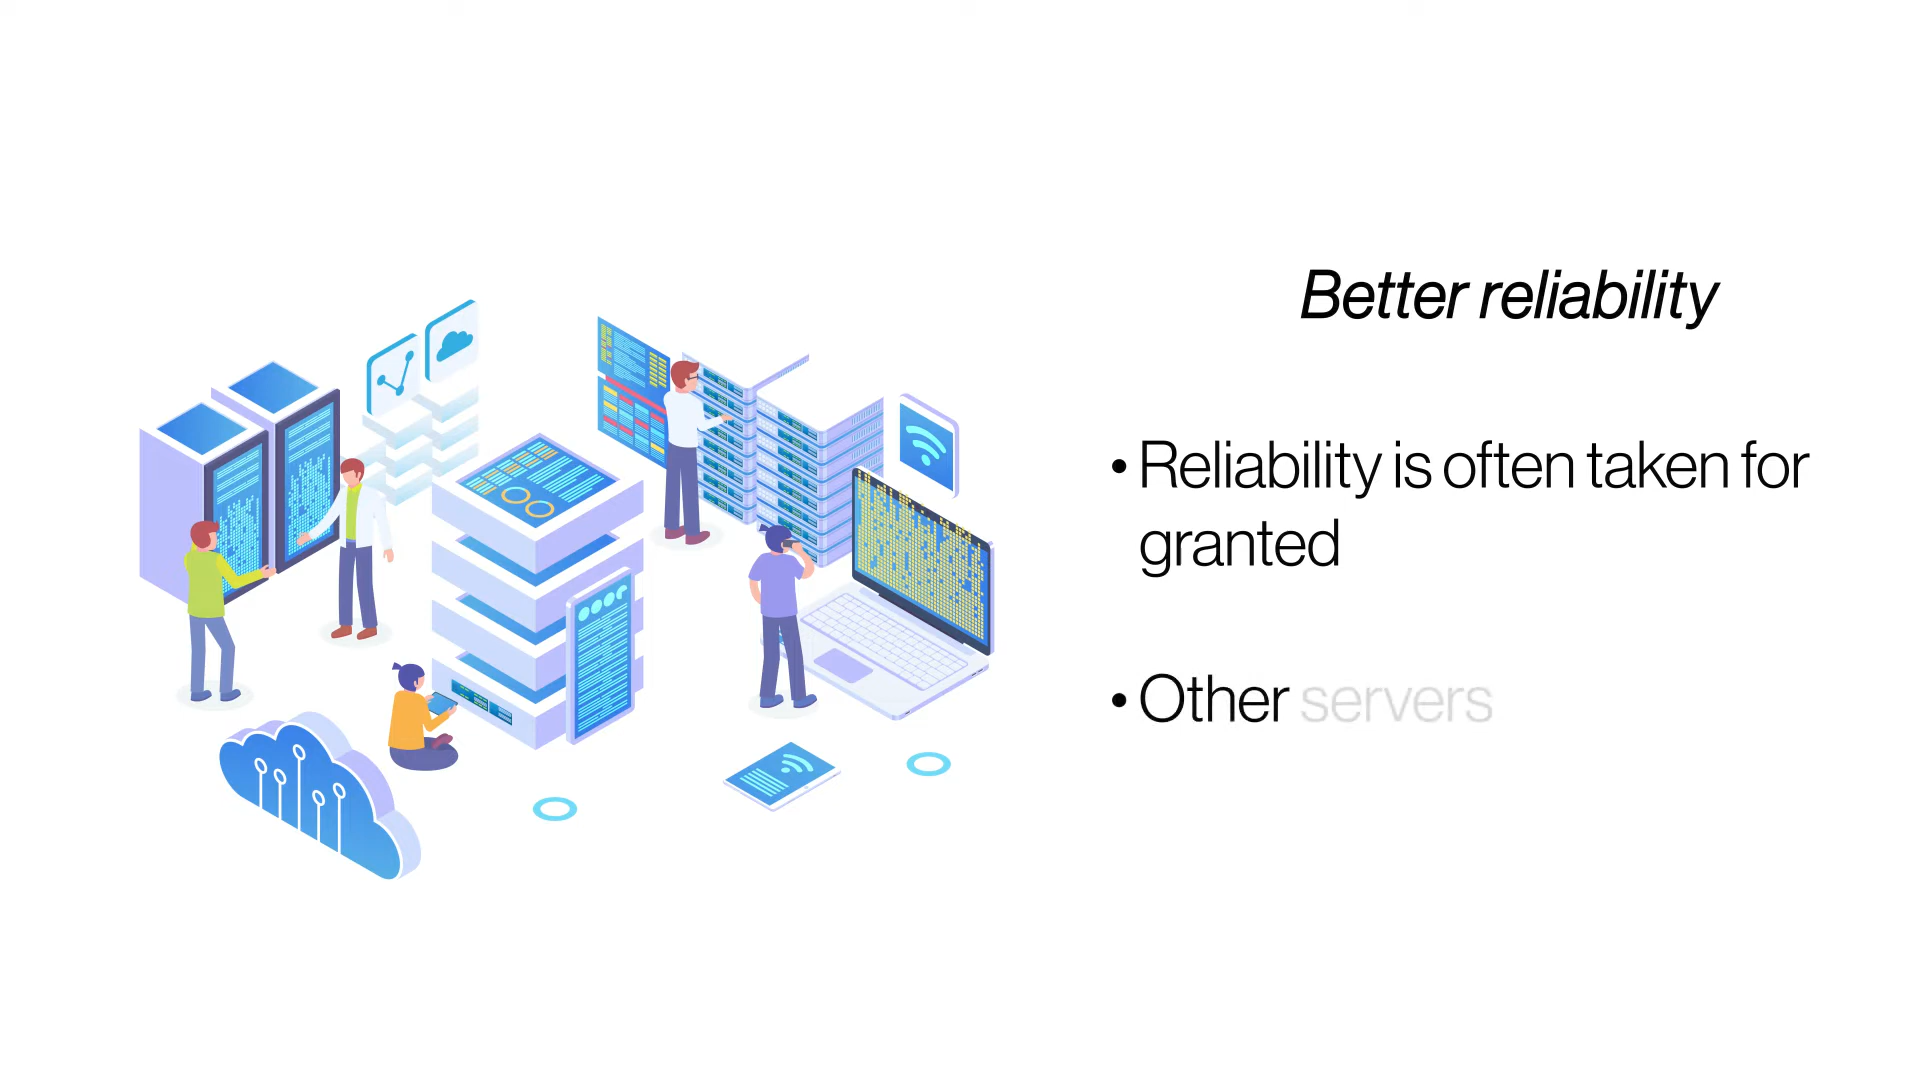 Better reliability
• Reliability is often taken for
granted
• Other servers